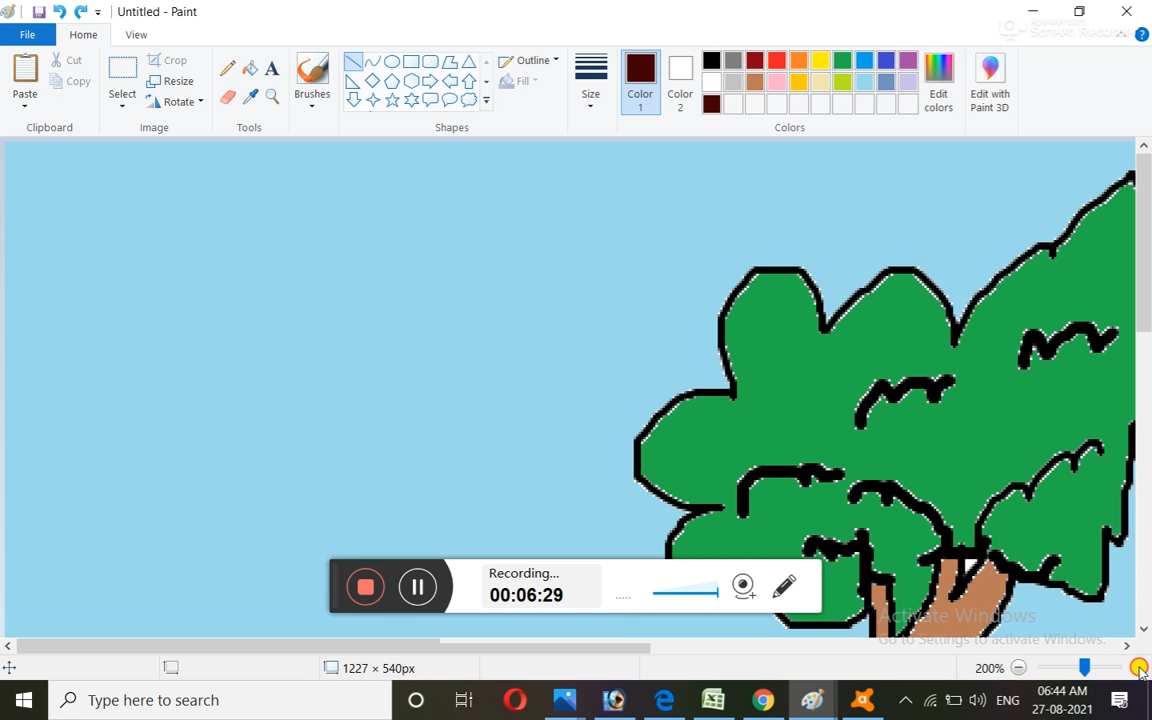 Untitled - Paint
File
Home
View
Paste
Cut
Copy
Clipboard
Select
Crop
Resize
Rotate
Image
Tools
Brushes
Shapes
Outline
Fill
Size
Color
1
Color
2
Colors
Edit
colors
Edit with
Paint 3D
Apowersoft
Screen Recorder
Recording...
00:06:29
Activate Windows
Go to Settings to activate Windows.
1227 × 540px
200%
Type here to search
ENG
06:44 AM
27-08-2021